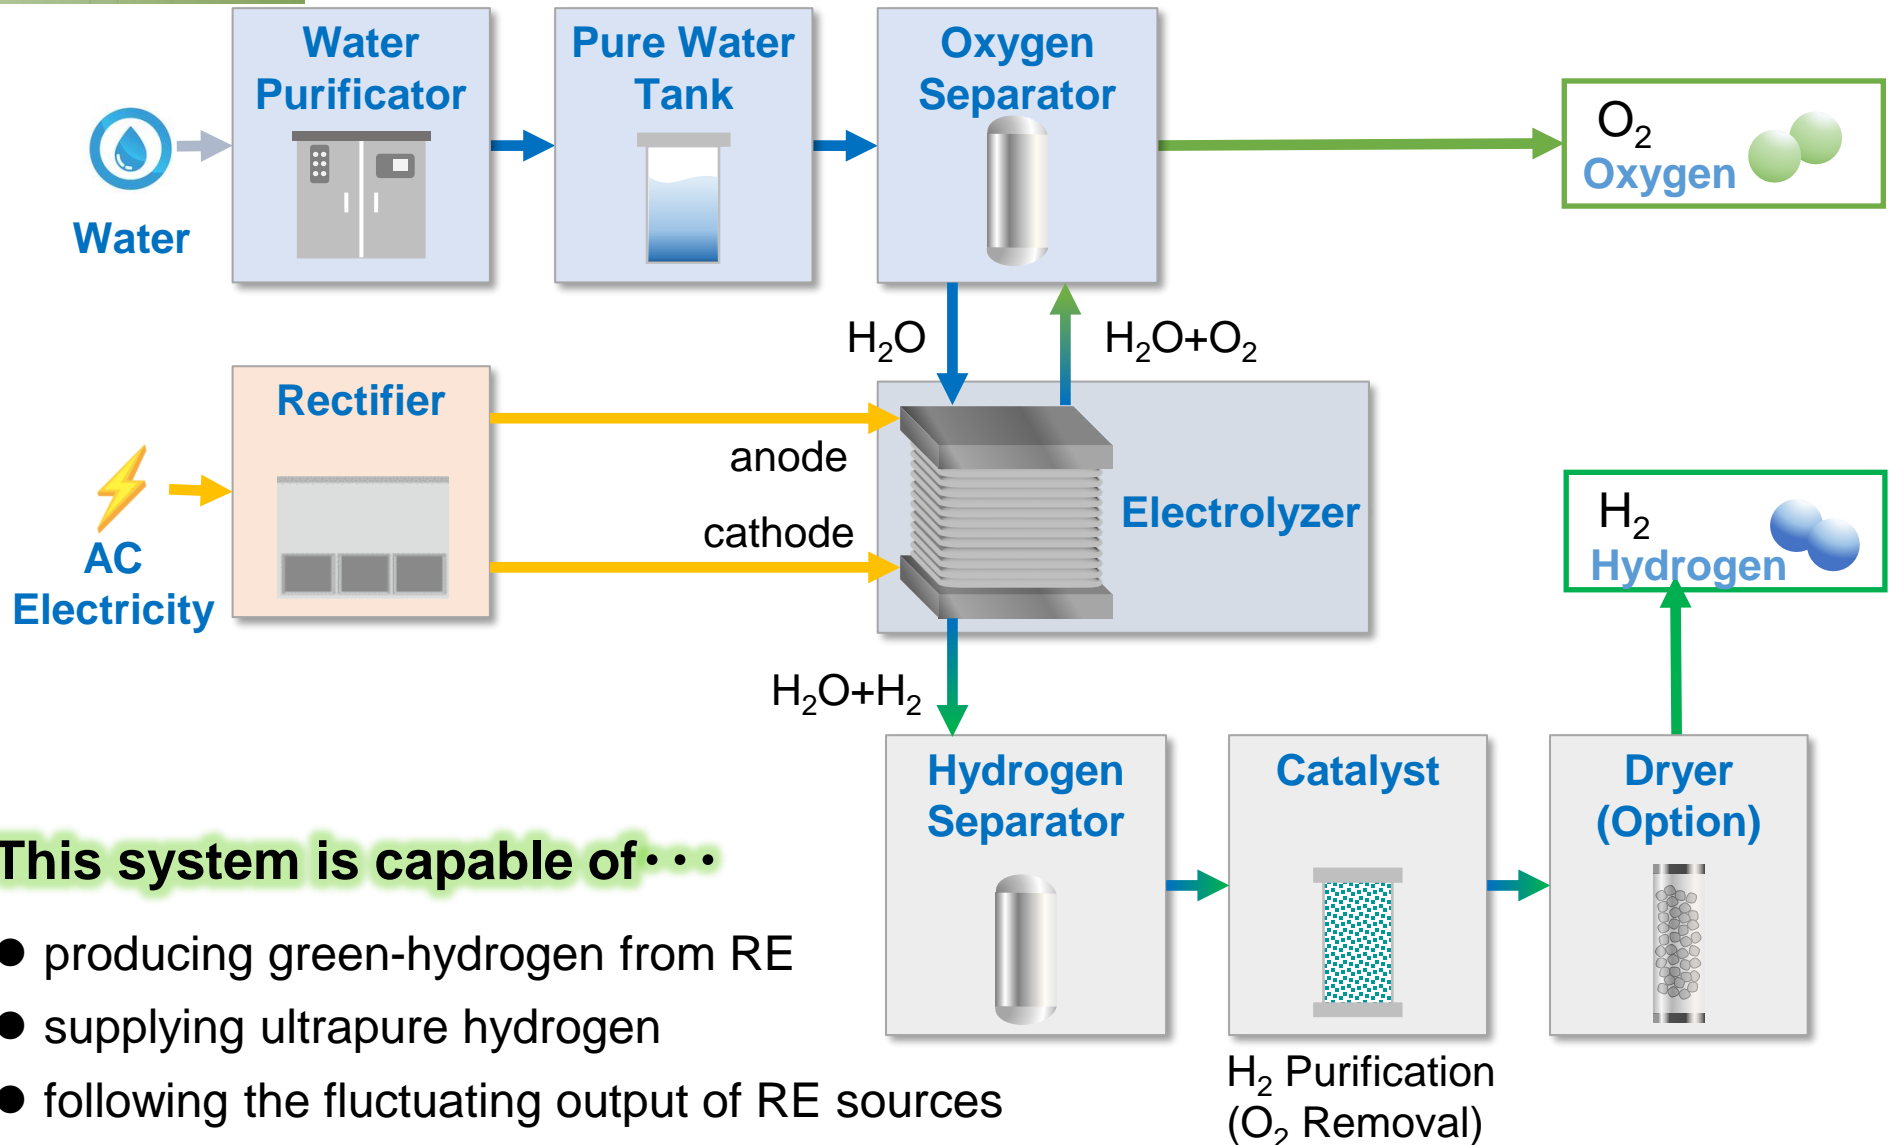 Water
Purificator
Pure Water
Tank
Oxygen
Separator
O₂
Oxygen
Water
H₂O
H₂O+O₂
Rectifier
anode
cathode
Electrolyzer
AC
Electricity
H₂
Hydrogen
H₂O+H₂
Hydrogen
Separator
Catalyst
Dryer
(Option)
H₂ Purification
(O₂ Removal)
This system is capable of・・・
● producing green-hydrogen from RE
● supplying ultrapure hydrogen
● following the fluctuating output of RE sources